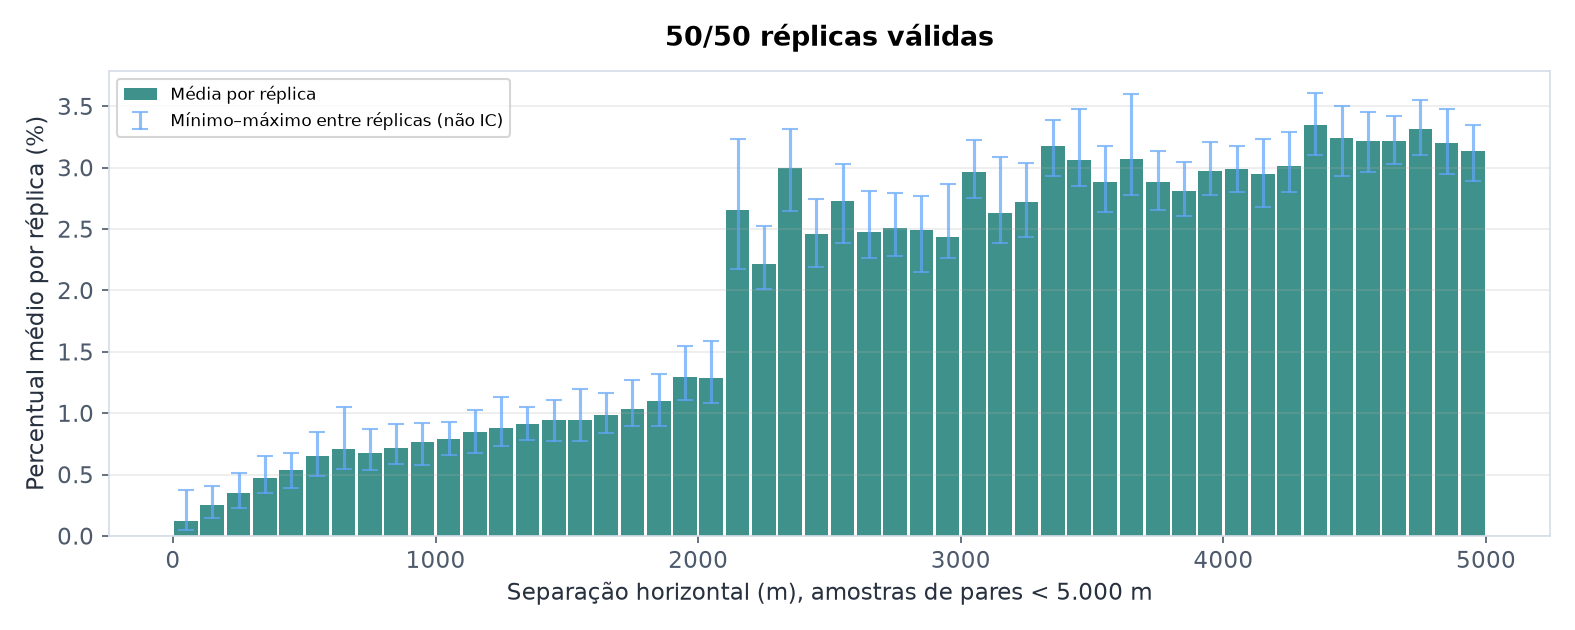 50/50 réplicas válidas
Média por réplica
Mínimo–máximo entre réplicas (não IC)
Percentual médio por réplica (%)
3.5
3.0
2.5
2.0
1.5
1.0
0.5
0.0
0 1000 2000 3000 4000 5000
Separação horizontal (m), amostras de pares < 5.000 m